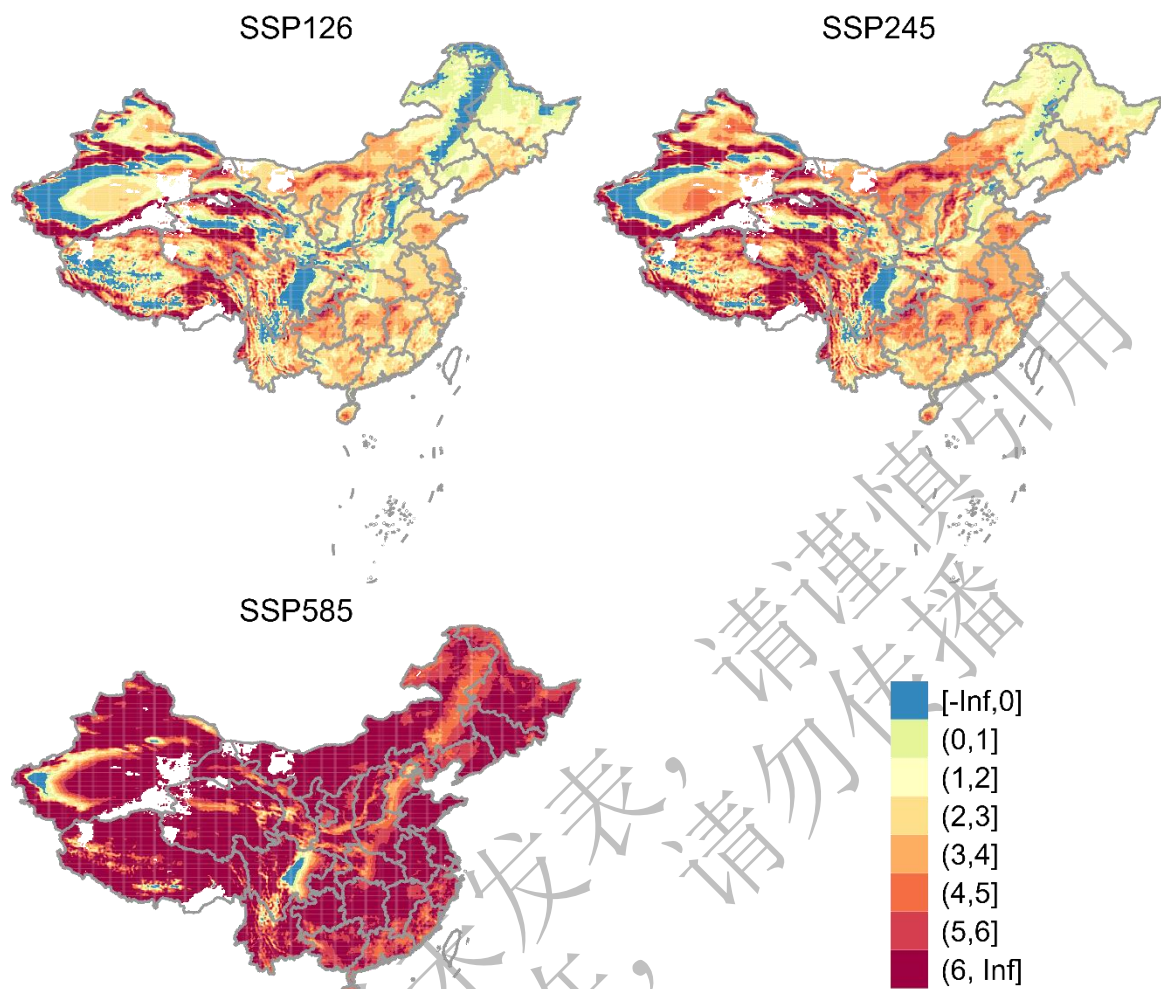 SSP126
SSP245
SSP585
[-Inf,0]
(0,1]
(1,2]
(2,3]
(3,4]
(4,5]
(5,6]
(6, Inf]
发表，请谨慎引用
，请勿传播